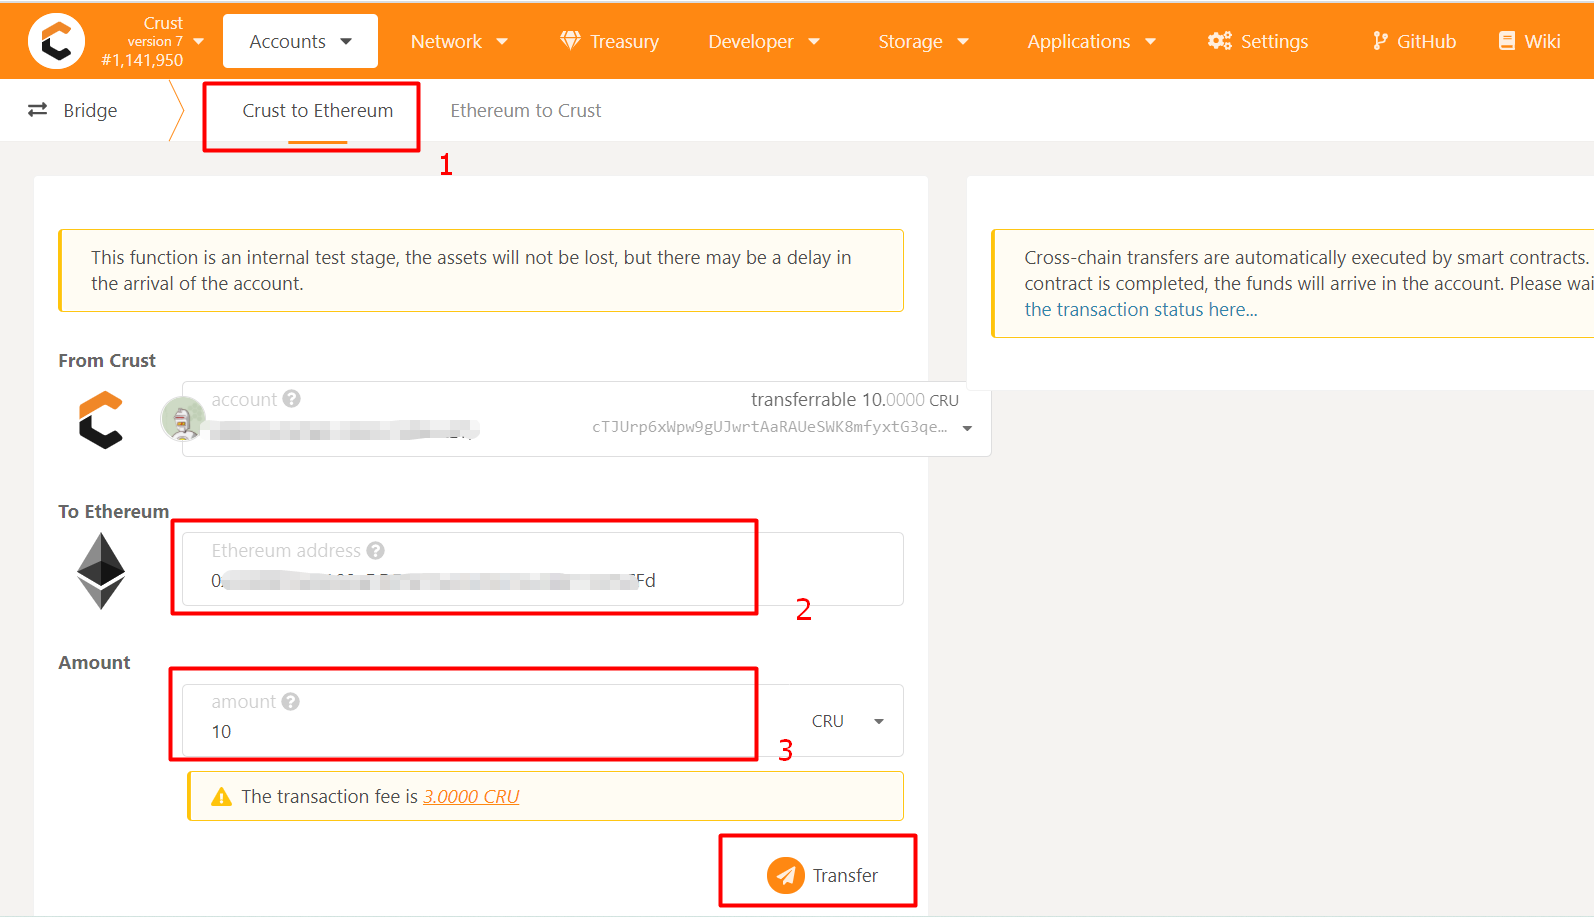 Crust
version 7
#1,141,950
Accounts
Network
Treasury
Developer
Storage
Applications
Settings
GitHub
Wiki
Bridge
Crust to Ethereum
Ethereum to Crust
1
This function is an internal test stage, the assets will not be lost, but there may be a delay in
the arrival of the account.
Cross-chain transfers are automatically executed by smart contracts.
contract is completed, the funds will arrive in the account. Please wai
the transaction status here...
From Crust
account
transferrable 10.0000 CRU
cTJUrp6xWpw9gUJwrtAaRAUeSWK8mfyxtG3qe...
To Ethereum
Ethereum address
2
Amount
amount
10
CRU
3
The transaction fee is 3.0000 CRU
Transfer